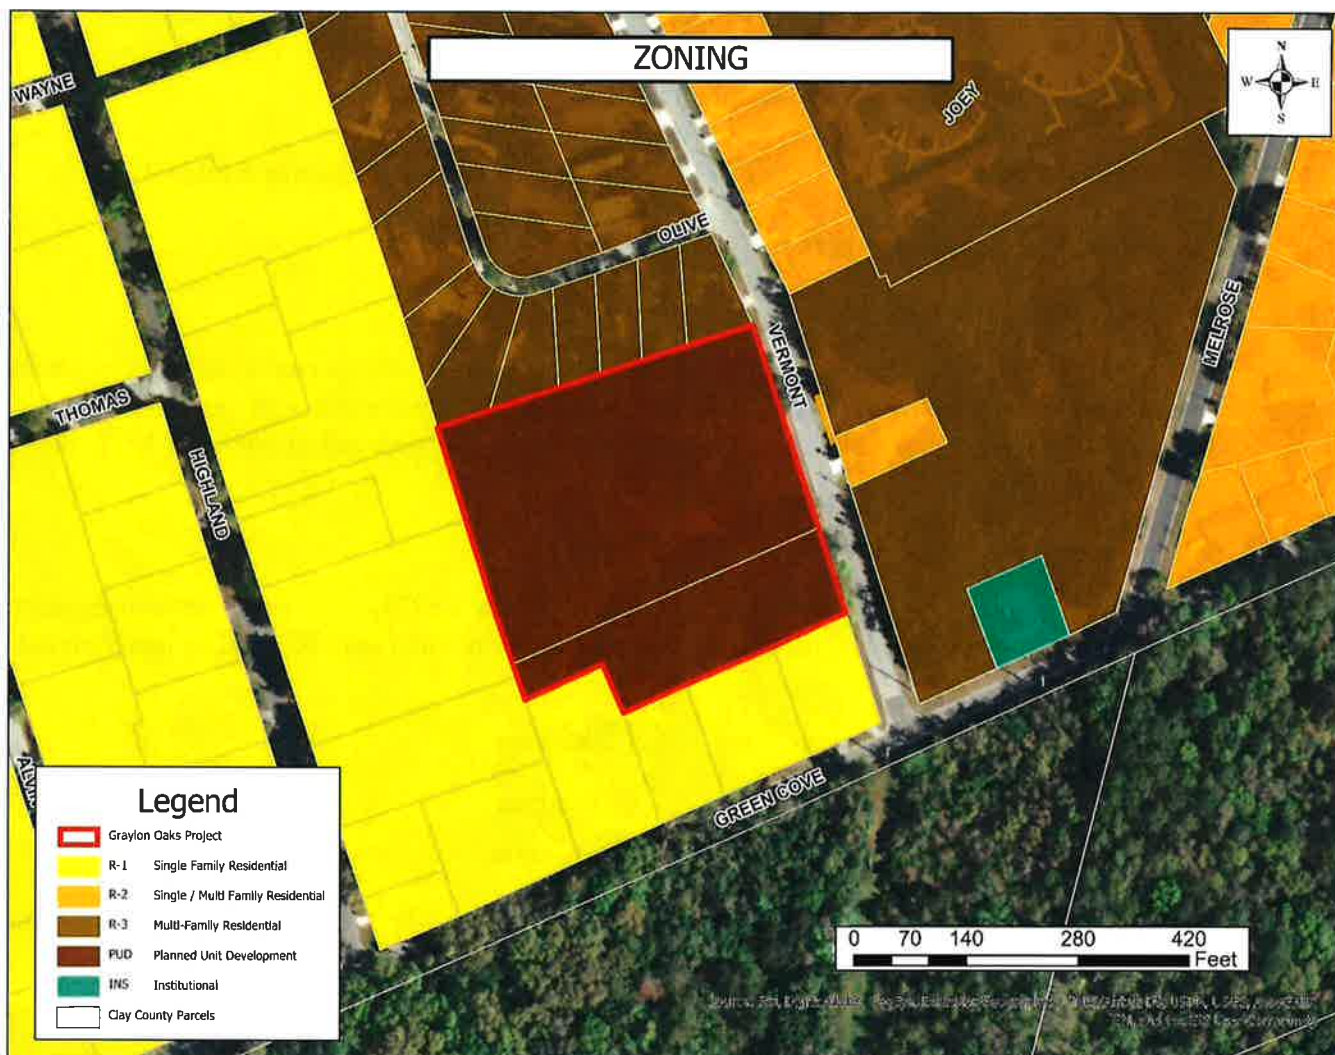 ZONING
N
W E
S
WAYNE
JOEY
OLIVE
VERMONT
MELROSE
THOMAS
HIGHLAND
GREEN COVE
Legend
Graylon Oaks Project
R-1 Single Family Residential
R-2 Single / Multi Family Residential
R-3 Multi-Family Residential
PUD Planned Unit Development
INS Institutional
Clay County Parcels
0 70 140 280 420
Feet